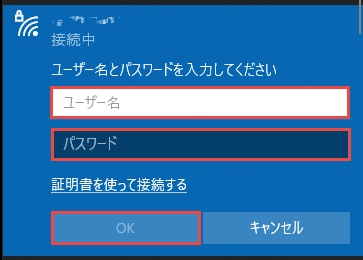 接続中
ユーザー名とパスワードを入力してください
ユーザー名
パスワード
証明書を使って接続する
OK
キャンセル